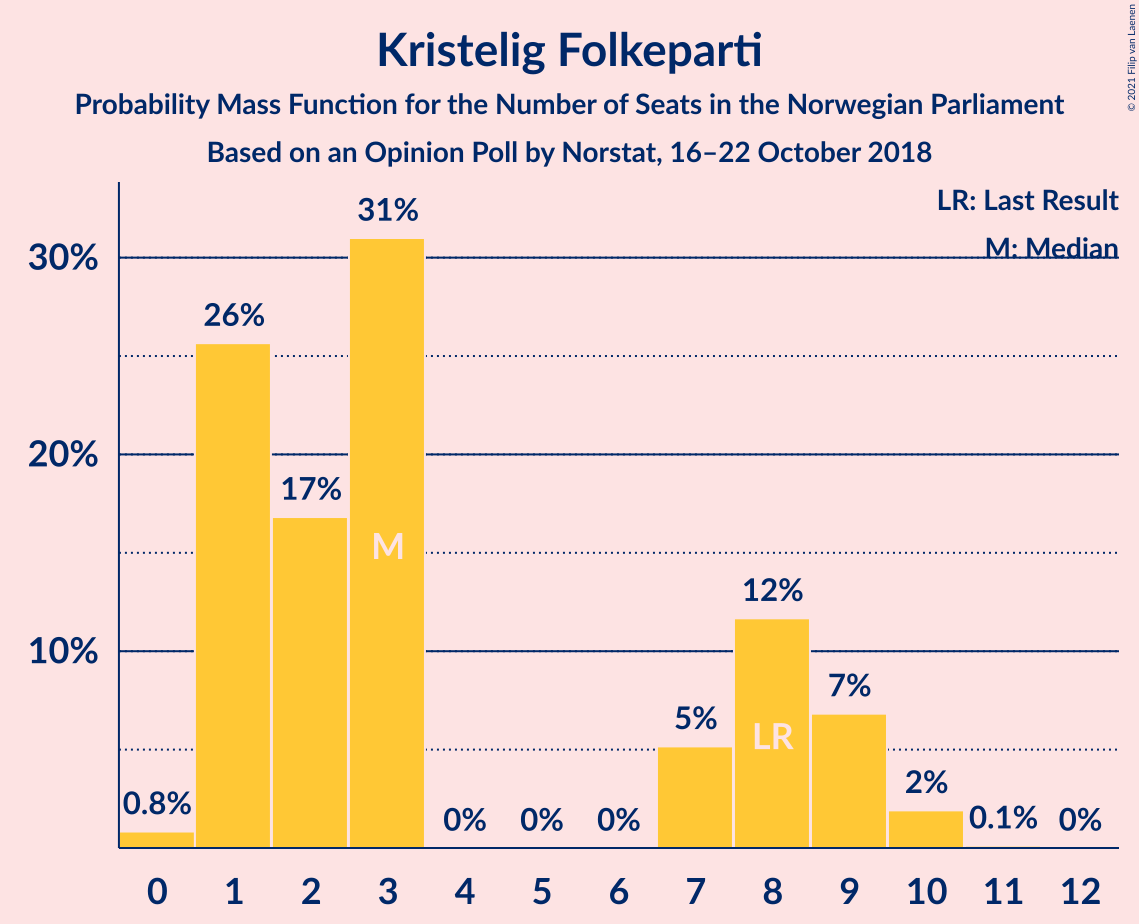 Kristelig Folkeparti
Probability Mass Function for the Number of Seats in the Norwegian Parliament
Based on an Opinion Poll by Norstat, 16–22 October 2018
© 2021 Filip van Laenen
LR: Last Result
M: Median
30%
20%
10%
0.8%
26%
17%
31%
0%
0%
0%
5%
12%
7%
2%
0.1%
0%
M
LR
0 1 2 3 4 5 6 7 8 9 10 11 12